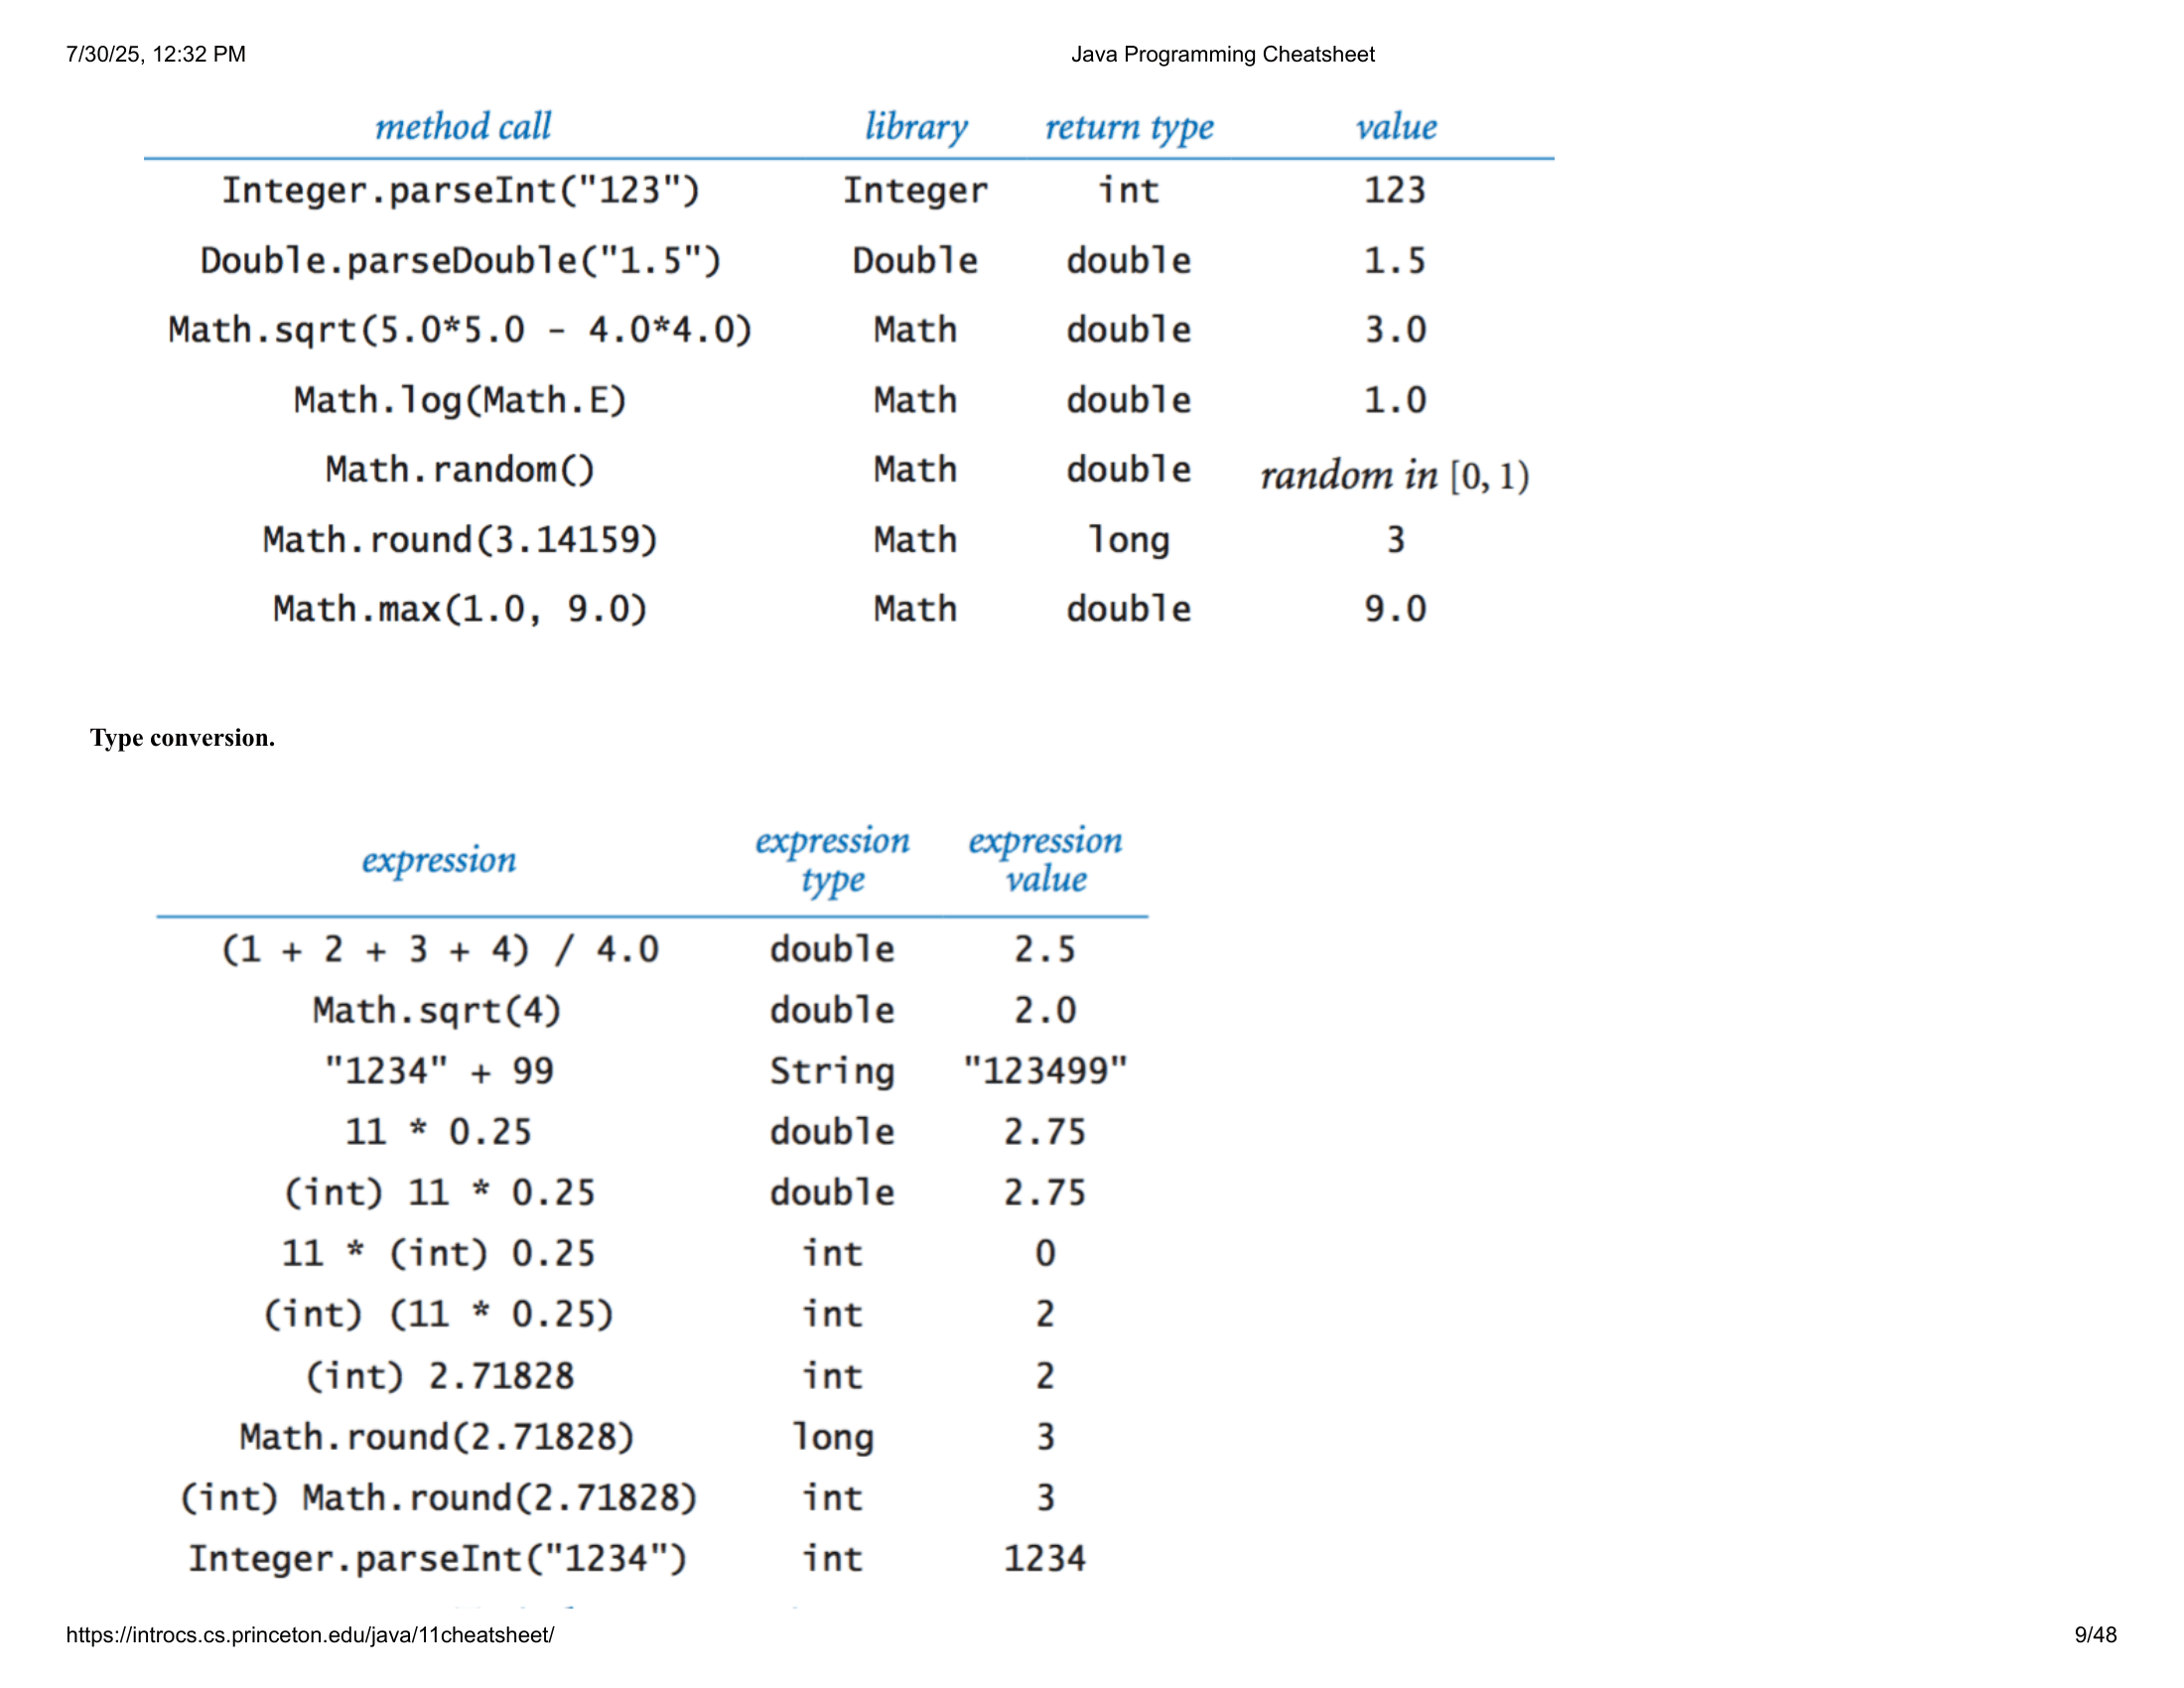 7/30/25, 12:32 PM Java Programming Cheatsheet
method call library return type value
Integer.parseInt("123") Integer int 123
Double.parseDouble("1.5") Double double 1.5
Math.sqrt(5.0*5.0 - 4.0*4.0) Math double 3.0
Math.log(Math.E) Math double 1.0
Math.random() Math double random in [0, 1)
Math.round(3.14159) Math long 3
Math.max(1.0, 9.0) Math double 9.0
Type conversion.
expression expression type expression value
(1 + 2 + 3 + 4) / 4.0 double 2.5
Math.sqrt(4) double 2.0
"1234" + 99 String "123499"
11 * 0.25 double 2.75
(int) 11 * 0.25 double 2.75
11 * (int) 0.25 int 0
(int) (11 * 0.25) int 2
(int) 2.71828 int 2
Math.round(2.71828) long 3
(int) Math.round(2.71828) int 3
Integer.parseInt("1234") int 1234
https://introcs.cs.princeton.edu/java/11cheatsheet/ 9/48